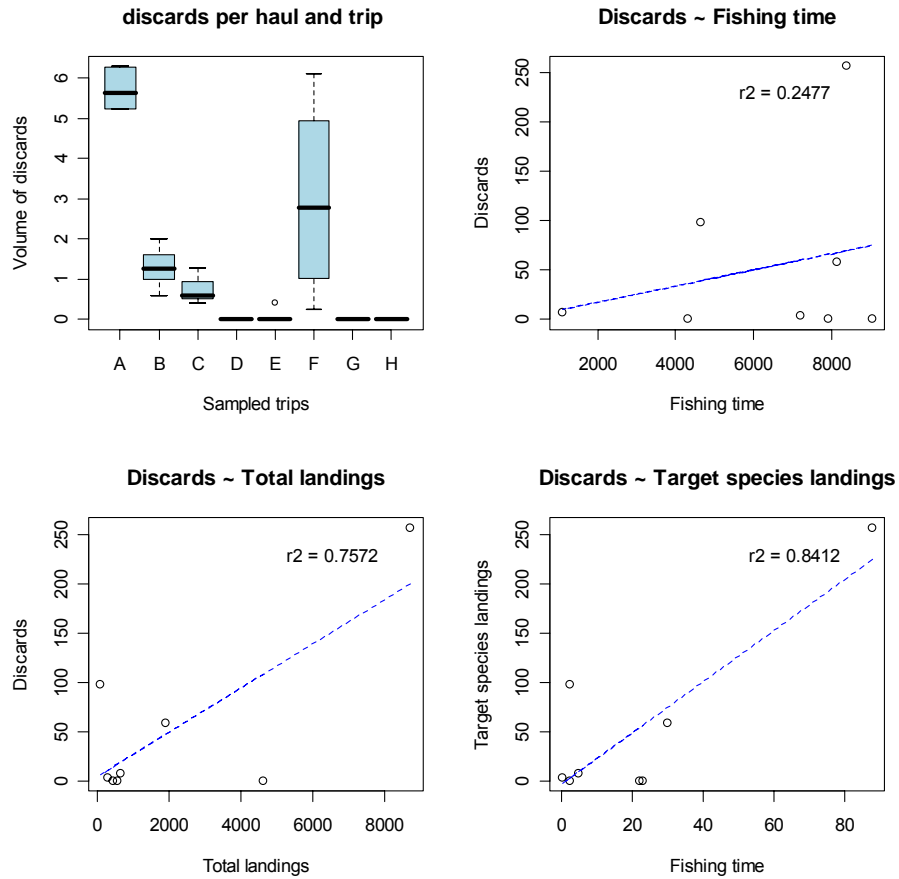 discards per haul and trip
Volume of discards
0 1 2 3 4 5 6
A B C D E F G H
Sampled trips
Discards ~ Fishing time
r2 = 0.2477
Discards
0 50 100 150 200 250
2000 4000 6000 8000
Fishing time
Discards ~ Total landings
r2 = 0.7572
Discards
0 50 100 150 200 250
0 2000 4000 6000 8000
Total landings
Discards ~ Target species landings
r2 = 0.8412
Target species landings
0 50 100 150 200 250
0 20 40 60 80
Fishing time